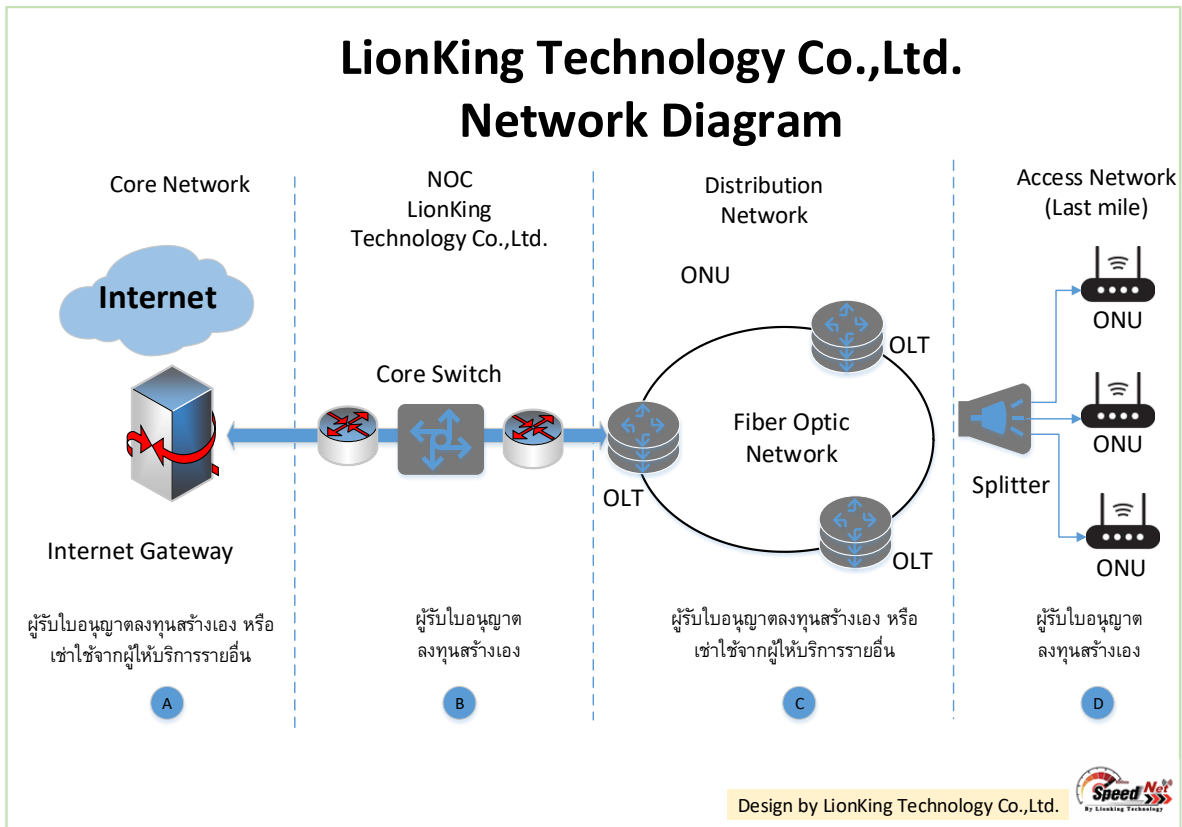 LionKing Technology Co.,Ltd.
Network Diagram
Core Network
NOC
LionKing
Technology Co.,Ltd.
Distribution
Network
Access Network
(Last mile)
Internet
Internet Gateway
Core Switch
ONU
OLT
OLT
OLT
Fiber Optic
Network
Splitter
ONU
ONU
ONU
ผู้รับใบอนุญาตลงทุนสร้างเอง หรือ
เช่าใช้จากผู้ให้บริการรายอื่น
A
ผู้รับใบอนุญาต
ลงทุนสร้างเอง
B
ผู้รับใบอนุญาตลงทุนสร้างเอง หรือ
เช่าใช้จากผู้ให้บริการรายอื่น
C
ผู้รับใบอนุญาต
ลงทุนสร้างเอง
D
Design by LionKing Technology Co.,Ltd.
Speed Net
By Lionking Technology